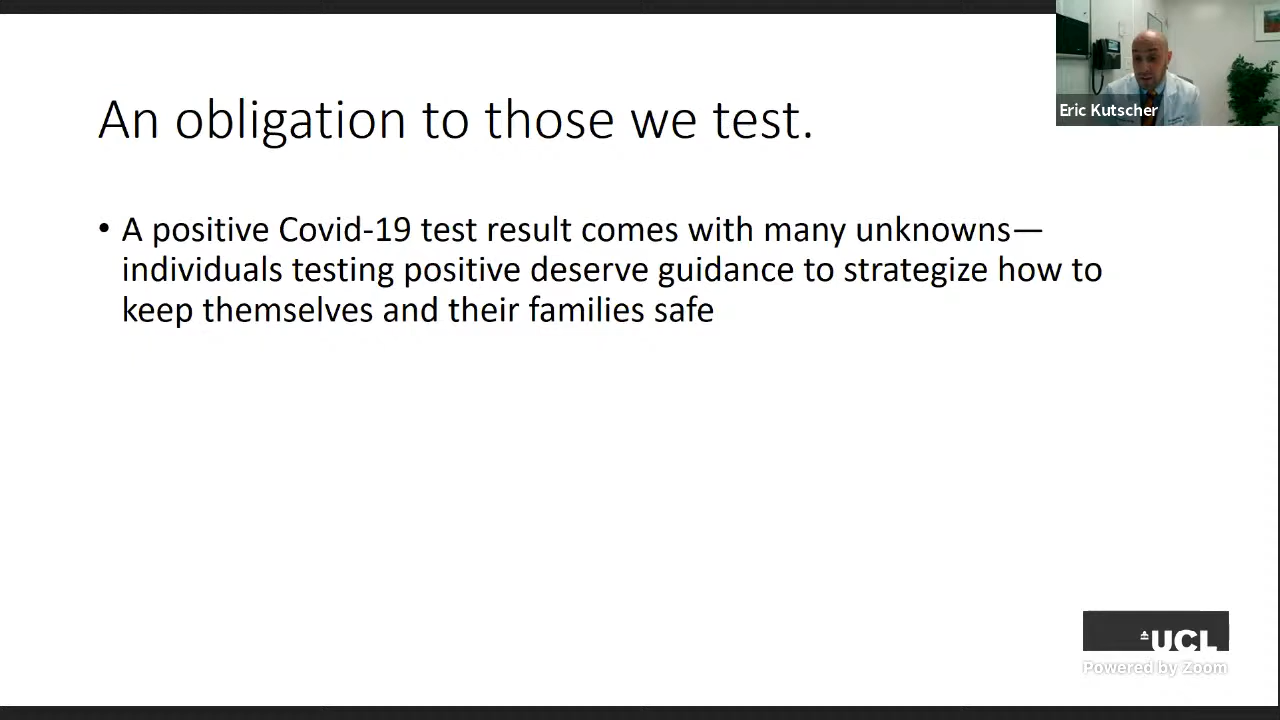 An obligation to those we test.
Eric Kutscher
• A positive Covid-19 test result comes with many unknowns—
individuals testing positive deserve guidance to strategize how to
keep themselves and their families safe
UCL
Powered by Zoom